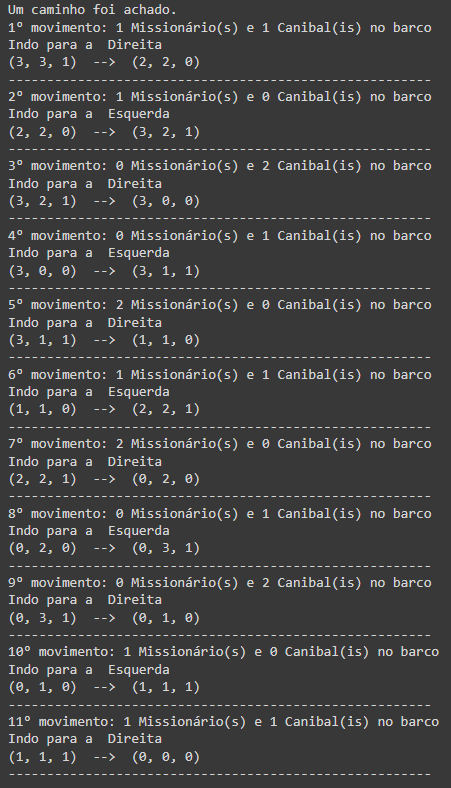 Um caminho foi achado.
1º movimento: 1 Missionário(s) e 1 Canibal(is) no barco
Indo para a  Direita
(3, 3, 1)  -->  (2, 2, 0)
-------------------------------------------------------
2º movimento: 1 Missionário(s) e 0 Canibal(is) no barco
Indo para a  Esquerda
(2, 2, 0)  -->  (3, 2, 1)
-------------------------------------------------------
3º movimento: 0 Missionário(s) e 2 Canibal(is) no barco
Indo para a  Direita
(3, 2, 1)  -->  (3, 0, 0)
-------------------------------------------------------
4º movimento: 0 Missionário(s) e 1 Canibal(is) no barco
Indo para a  Esquerda
(3, 0, 0)  -->  (3, 1, 1)
-------------------------------------------------------
5º movimento: 2 Missionário(s) e 0 Canibal(is) no barco
Indo para a  Direita
(3, 1, 1)  -->  (1, 1, 0)
-------------------------------------------------------
6º movimento: 1 Missionário(s) e 1 Canibal(is) no barco
Indo para a  Esquerda
(1, 1, 0)  -->  (2, 2, 1)
-------------------------------------------------------
7º movimento: 2 Missionário(s) e 0 Canibal(is) no barco
Indo para a  Direita
(2, 2, 1)  -->  (0, 2, 0)
-------------------------------------------------------
8º movimento: 0 Missionário(s) e 1 Canibal(is) no barco
Indo para a  Esquerda
(0, 2, 0)  -->  (0, 3, 1)
-------------------------------------------------------
9º movimento: 0 Missionário(s) e 2 Canibal(is) no barco
Indo para a  Direita
(0, 3, 1)  -->  (0, 1, 0)
-------------------------------------------------------
10º movimento: 1 Missionário(s) e 0 Canibal(is) no barco
Indo para a  Esquerda
(0, 1, 0)  -->  (1, 1, 1)
-------------------------------------------------------
11º movimento: 1 Missionário(s) e 1 Canibal(is) no barco
Indo para a  Direita
(1, 1, 1)  -->  (0, 0, 0)
-------------------------------------------------------